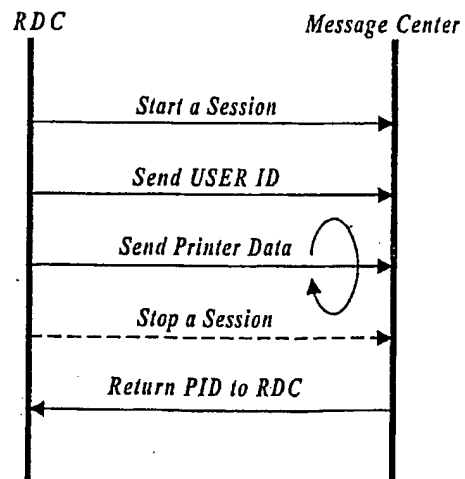 RDC
Message Center
Start a Session
Send USER ID
Send Printer Data
Stop a Session
Return PID to RDC